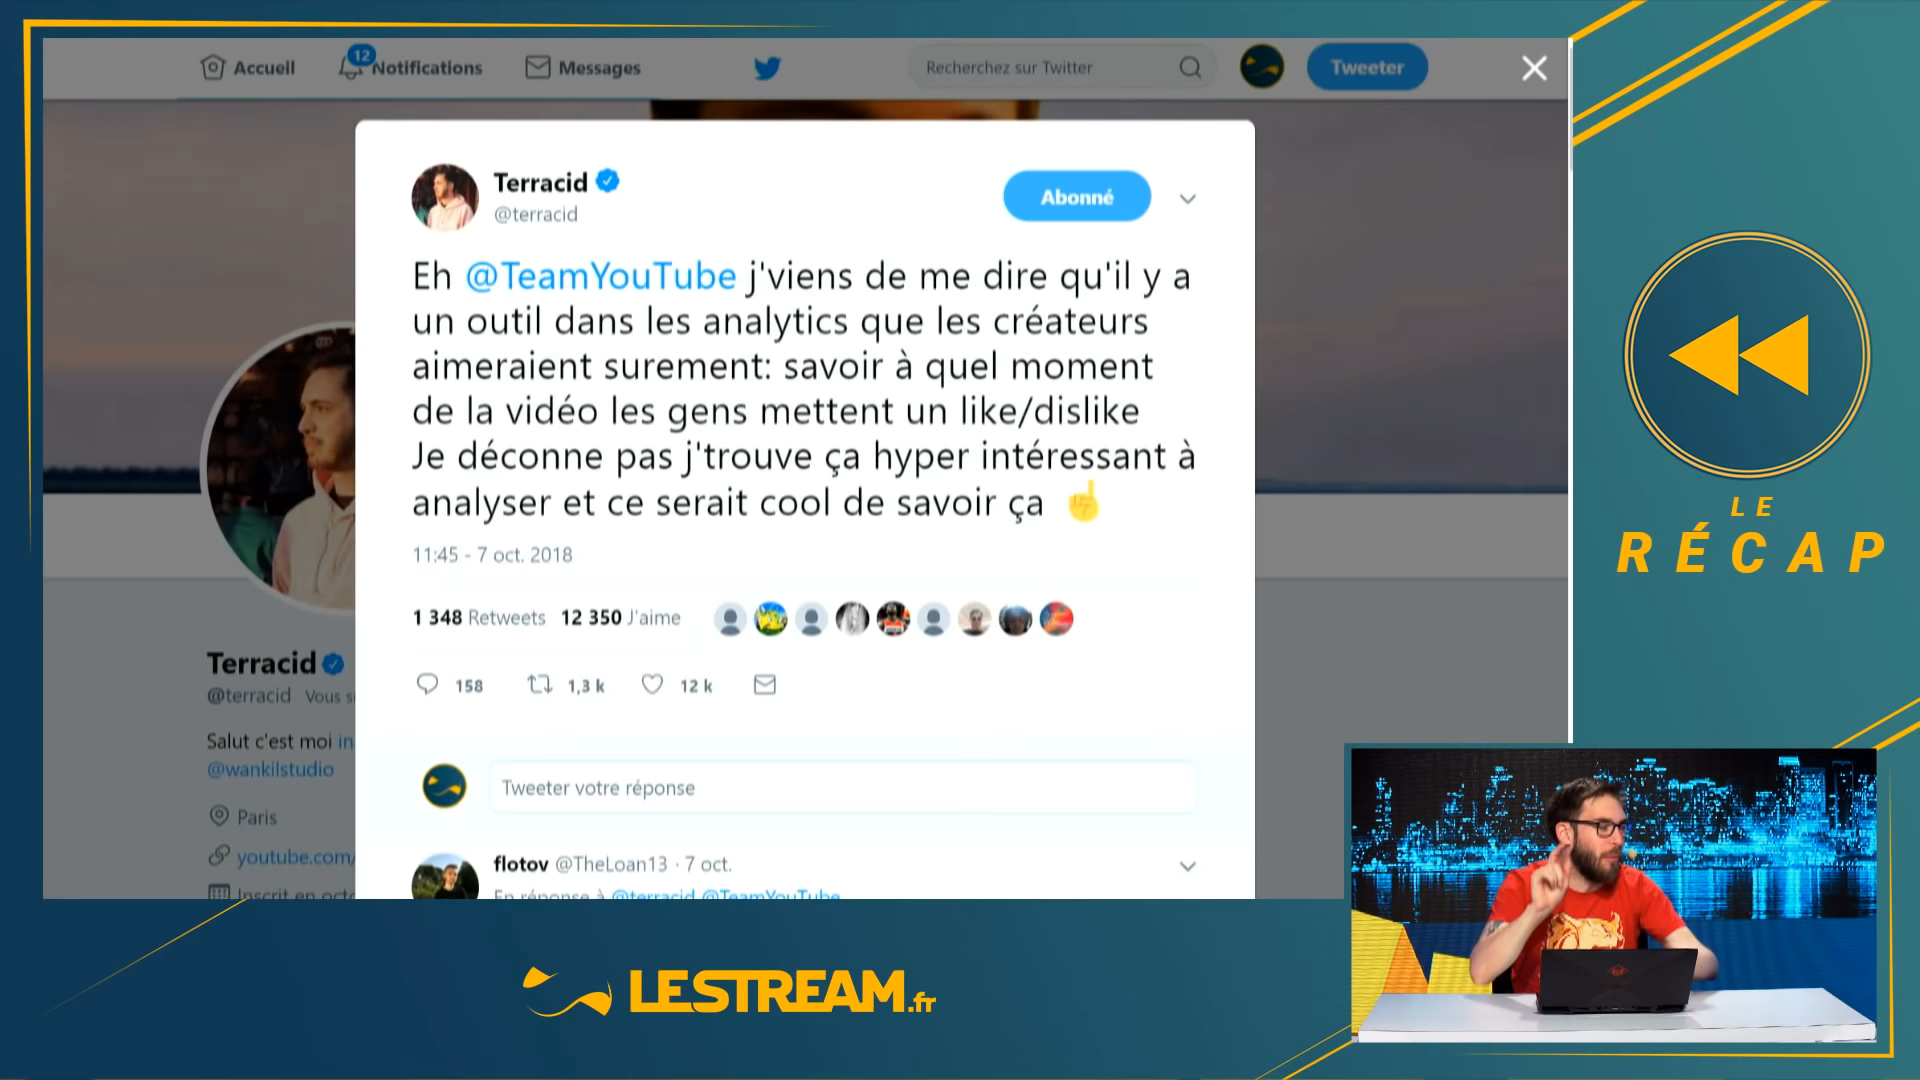 Accueil
12
Notifications
Messages
Recherchez sur Twitter
Tweeter
Terracid
@terracid
Abonné
Eh @TeamYouTube j'viens de me dire qu'il y a
un outil dans les analytics que les créateurs
aimeraient surement: savoir à quel moment
de la vidéo les gens mettent un like/dislike
Je déconne pas j'trouve ça hyper intéressant à
analyser et ce serait cool de savoir ça
11:45 - 7 oct. 2018
1 348 Retweets 12 350 J'aime
158 1,3 k 12 k
Tweeter votre réponse
flotov @TheLoan13 · 7 oct.
En réponse à @terracid @TeamYouTube
Terracid
@terracid Vous s
Salut c'est moi in
@wankilstudio
Paris
youtube.com/
Inscrit en octo
LE
RÉCAP
LESTREAM.fr